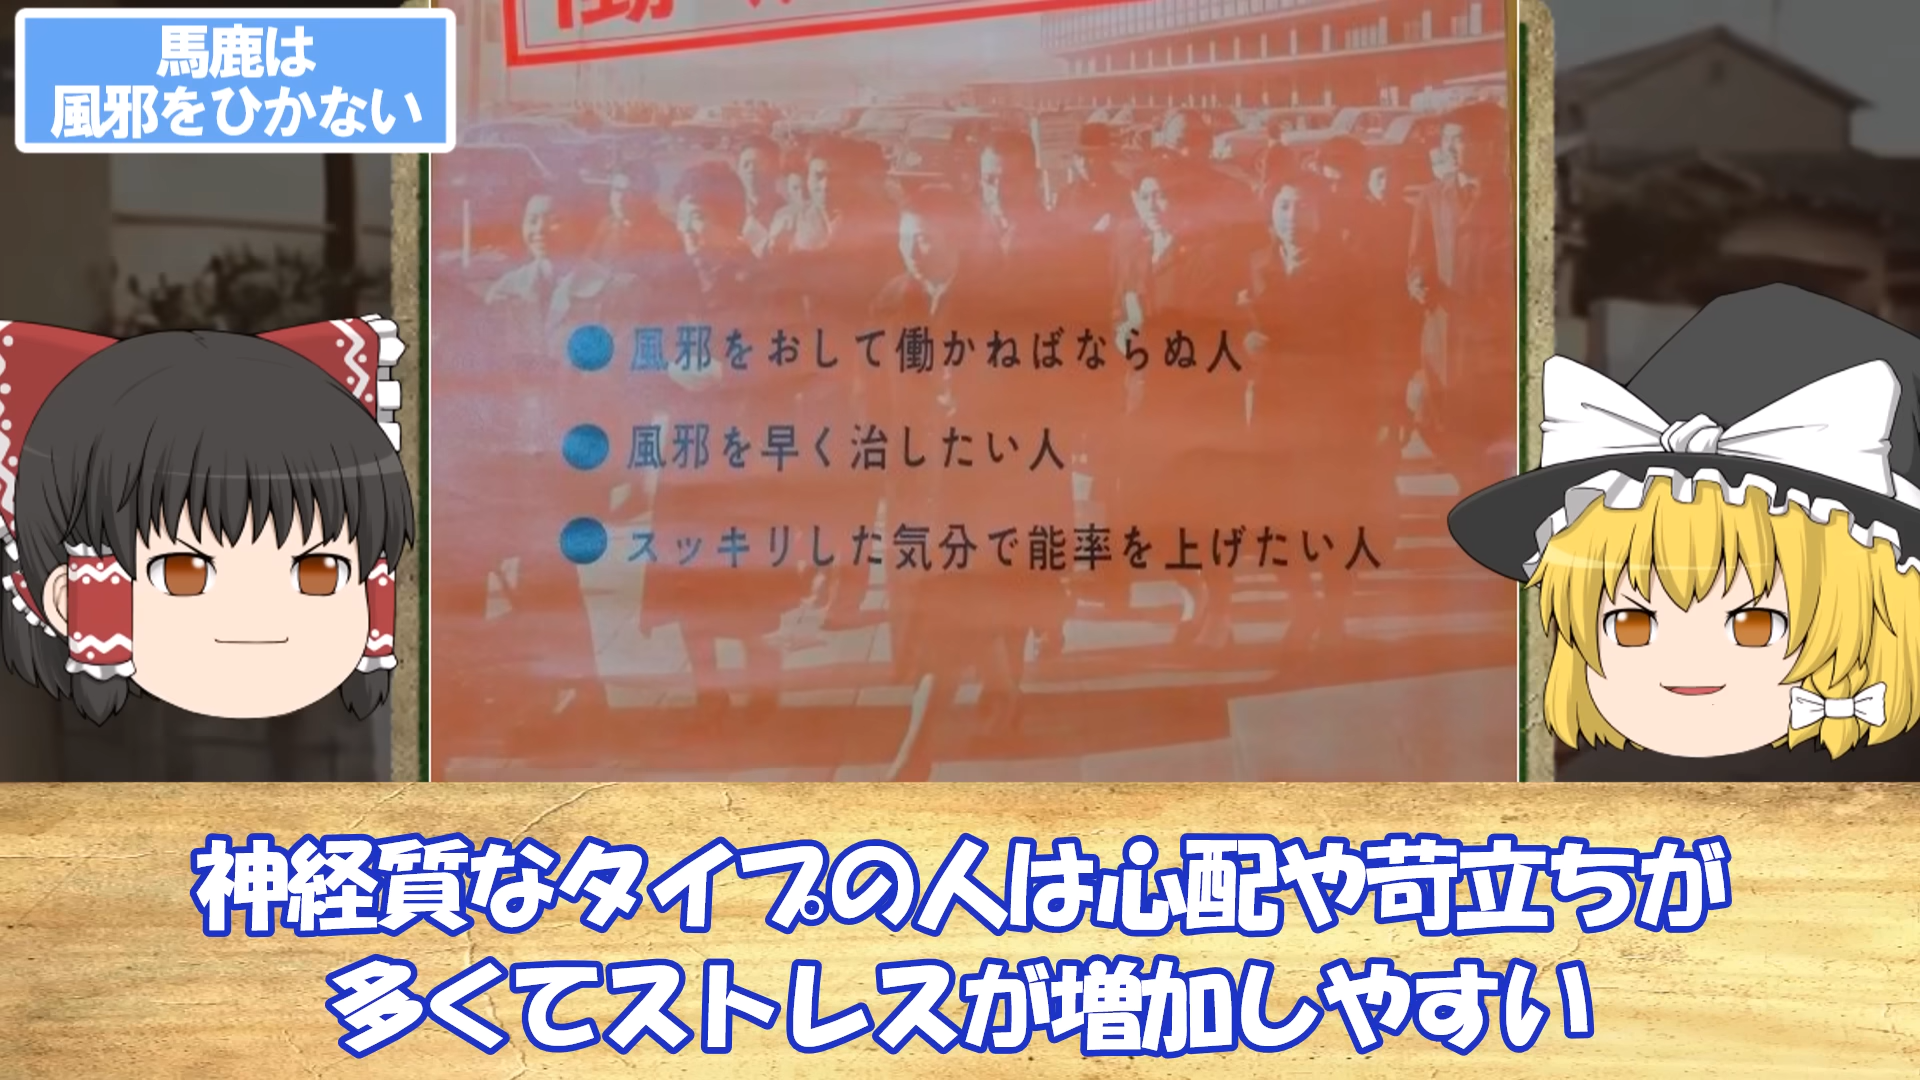 馬鹿は
風邪をひかない
風邪をおして働かねばならぬ人
風邪を早く治したい人
スッキリした気分で能率を上げたい人
神経質なタイプの人は心配や苛立ちが
多くてストレスが増加しやすい